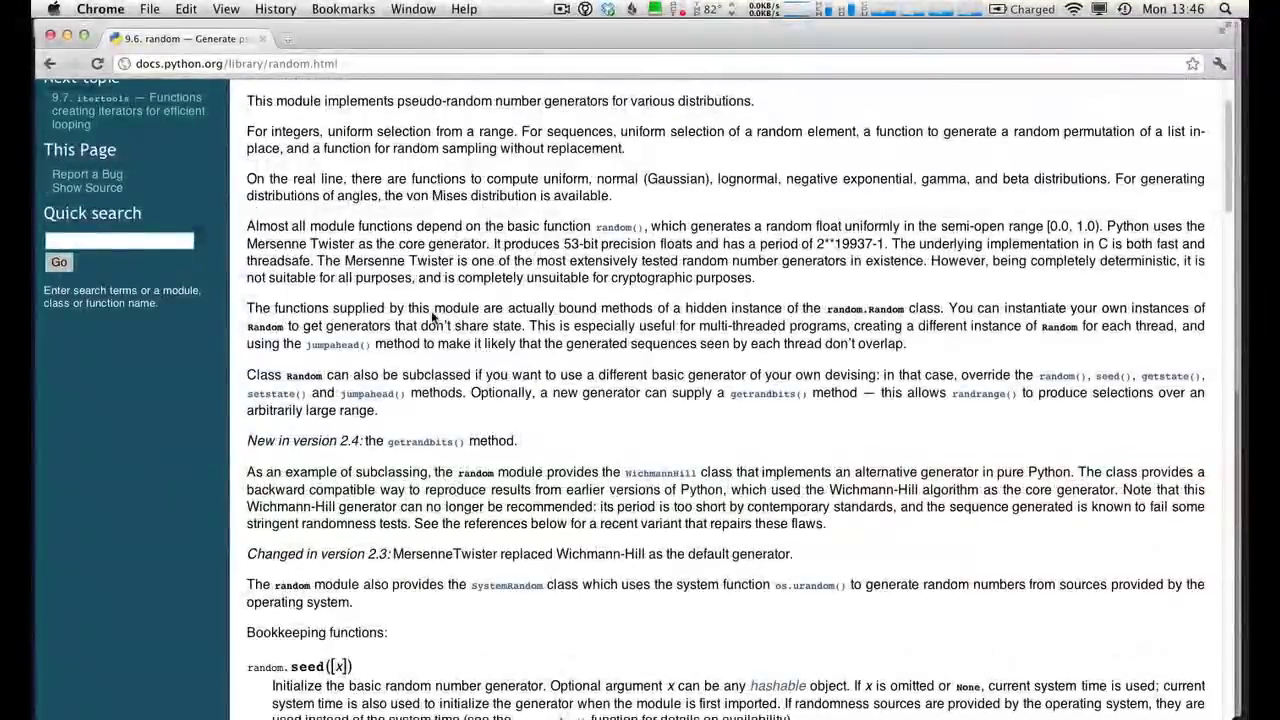 Chrome File Edit View History Bookmarks Window Help 82° 0.0KB/s 0.0KB/s Charged Mon 13:46
9.6. random — Generate ps
docs.python.org/library/random.html
Next topic
9.7. itertools — Functions
creating iterators for efficient
looping
This Page
Report a Bug
Show Source
Quick search
Go
Enter search terms or a module,
class or function name.
This module implements pseudo-random number generators for various distributions.
For integers, uniform selection from a range. For sequences, uniform selection of a random element, a function to generate a random permutation of a list in-
place, and a function for random sampling without replacement.
On the real line, there are functions to compute uniform, normal (Gaussian), lognormal, negative exponential, gamma, and beta distributions. For generating
distributions of angles, the von Mises distribution is available.
Almost all module functions depend on the basic function random(), which generates a random float uniformly in the semi-open range [0.0, 1.0). Python uses the
Mersenne Twister as the core generator. It produces 53-bit precision floats and has a period of 2**19937-1. The underlying implementation in C is both fast and
threadsafe. The Mersenne Twister is one of the most extensively tested random number generators in existence. However, being completely deterministic, it is
not suitable for all purposes, and is completely unsuitable for cryptographic purposes.
The functions supplied by this module are actually bound methods of a hidden instance of the random.Random class. You can instantiate your own instances of
Random to get generators that don't share state. This is especially useful for multi-threaded programs, creating a different instance of Random for each thread, and
using the jumpahead() method to make it likely that the generated sequences seen by each thread don't overlap.
Class Random can also be subclassed if you want to use a different basic generator of your own devising: in that case, override the random(), seed(), getstate(),
setstate() and jumpahead() methods. Optionally, a new generator can supply a getrandbits() method — this allows randrange() to produce selections over an
arbitrarily large range.
New in version 2.4: the getrandbits() method.
As an example of subclassing, the random module provides the WichmannHill class that implements an alternative generator in pure Python. The class provides a
backward compatible way to reproduce results from earlier versions of Python, which used the Wichmann-Hill algorithm as the core generator. Note that this
Wichmann-Hill generator can no longer be recommended: its period is too short by contemporary standards, and the sequence generated is known to fail some
stringent randomness tests. See the references below for a recent variant that repairs these flaws.
Changed in version 2.3: MersenneTwister replaced Wichmann-Hill as the default generator.
The random module also provides the SystemRandom class which uses the system function os.urandom() to generate random numbers from sources provided by the
operating system.
Bookkeeping functions:
random.seed([x])
Initialize the basic random number generator. Optional argument x can be any hashable object. If x is omitted or None, current system time is used; current
system time is also used to initialize the generator when the module is first imported. If randomness sources are provided by the operating system, they are
used instead of the system time (see the function for details on availability).